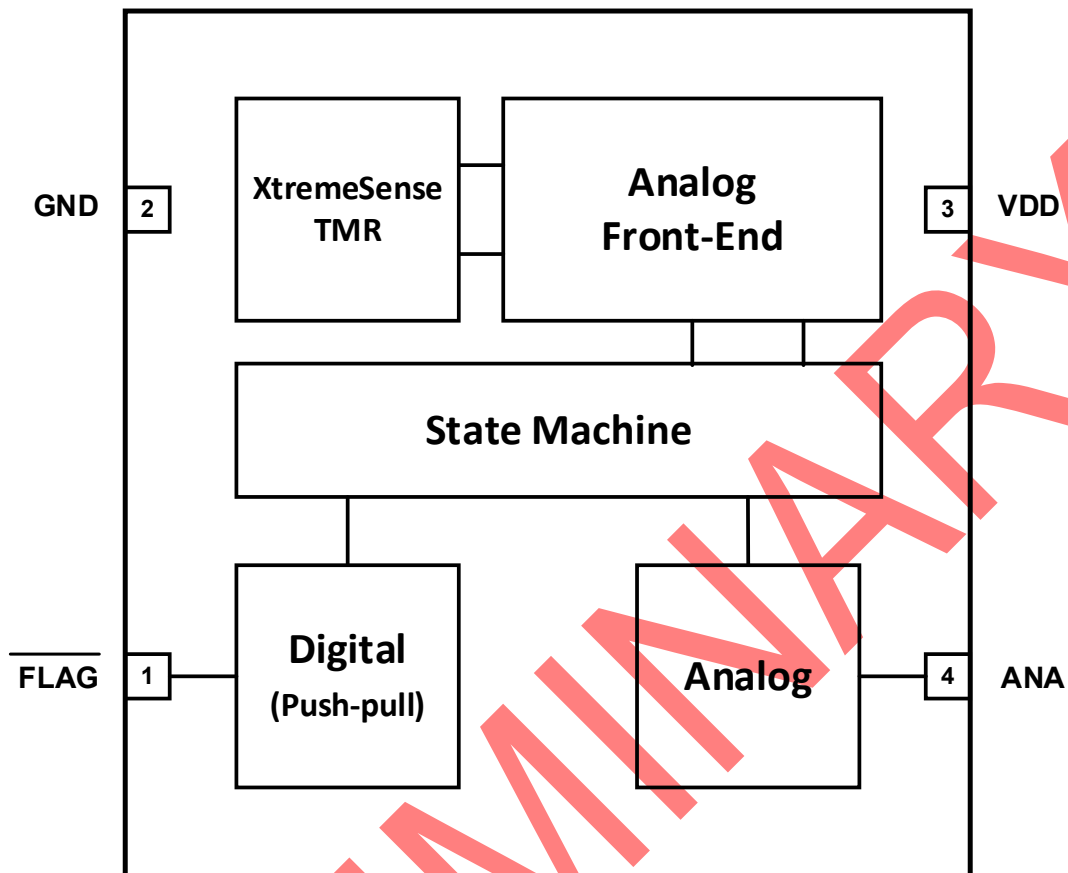 XtremeSense
TMR
Analog
Front-End
GND
2
3
VDD
State Machine
FLAG
1
Digital
(Push-pull)
Analog
4
ANA